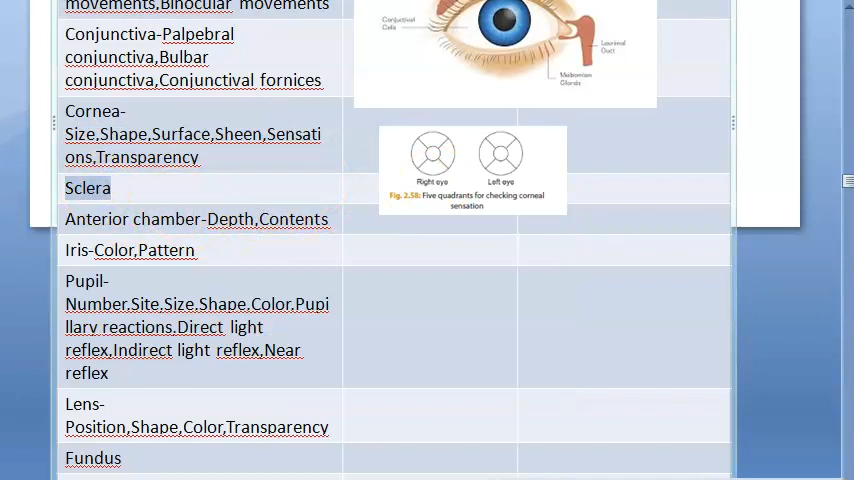 movements,Binocular movements
Conjunctiva-Palpebral
conjunctiva,Bulbar
conjunctiva,Conjunctival fornices
Conjuctival
Cells
Lacrimal
Duct
Meibomian
Glands
Cornea-
Size,Shape,Surface,Sheen,Sensati
ons,Transparency
Right eye
Left eye
Fig. 2.58: Five quadrants for checking corneal
sensation
Sclera
Anterior chamber-Depth,Contents
Iris-Color,Pattern
Pupil-
Number,Site,Size,Shape,Color,Pupi
llary reactions.Direct light
reflex,Indirect light reflex,Near
reflex
Lens-
Position,Shape,Color,Transparency
Fundus